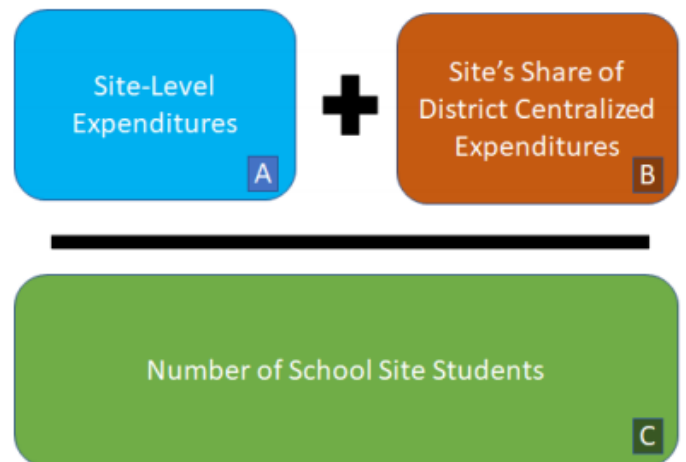 Site-Level
Expenditures
A
Site's Share of
District Centralized
Expenditures
B
Number of School Site Students
C